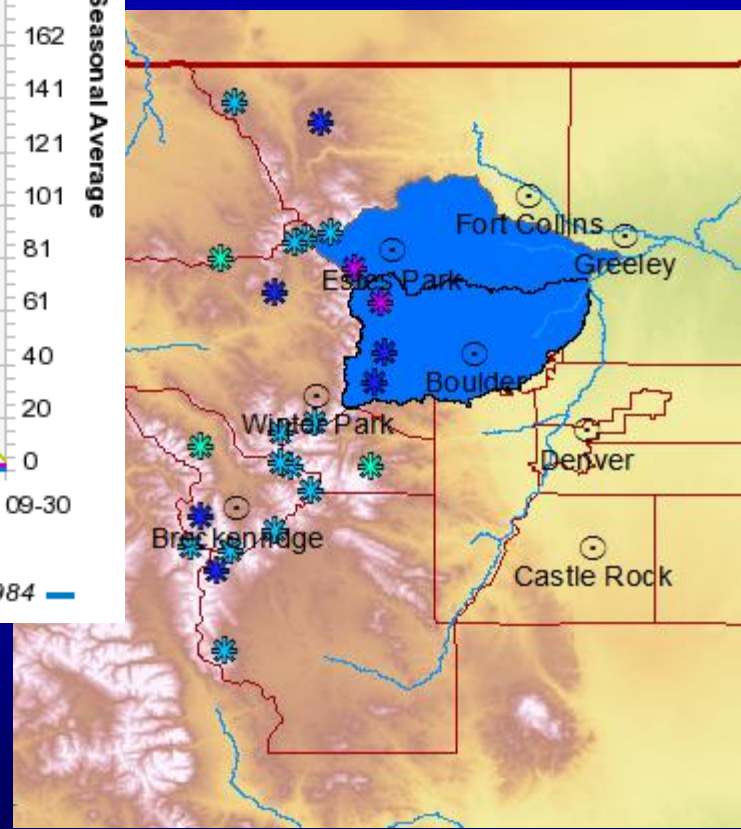 162
141
121
101
81
61
40
20
0
Seasonal Average
09-30
984
Fort Collins
Greeley
Estes Park
Boulder
Winter Park
Denver
Breckenridge
Castle Rock